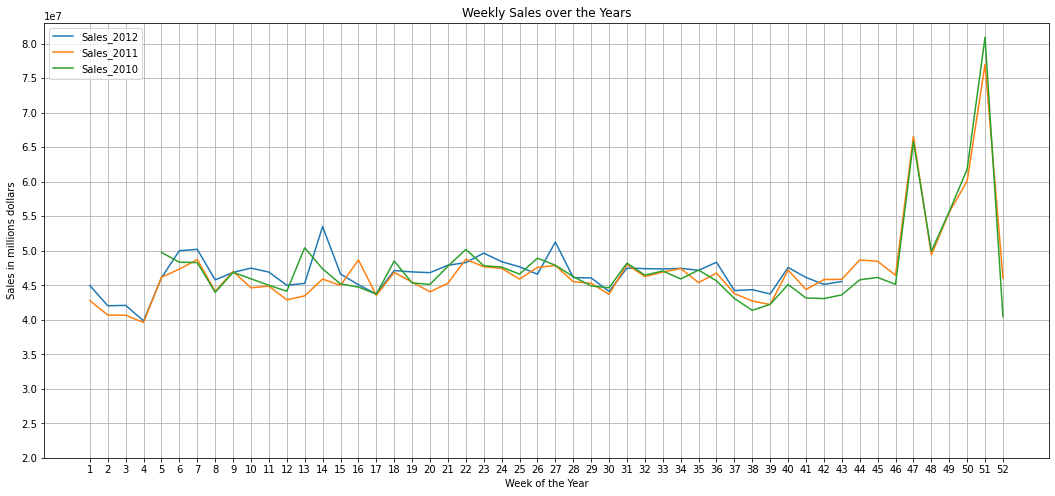 Weekly Sales over the Years
1e7
Sales_2012
Sales_2011
Sales_2010
8.0
7.5
7.0
6.5
6.0
5.5
5.0
4.5
4.0
3.5
3.0
2.5
2.0
Sales in millions dollars
1 2 3 4 5 6 7 8 9 10 11 12 13 14 15 16 17 18 19 20 21 22 23 24 25 26 27 28 29 30 31 32 33 34 35 36 37 38 39 40 41 42 43 44 45 46 47 48 49 50 51 52
Week of the Year